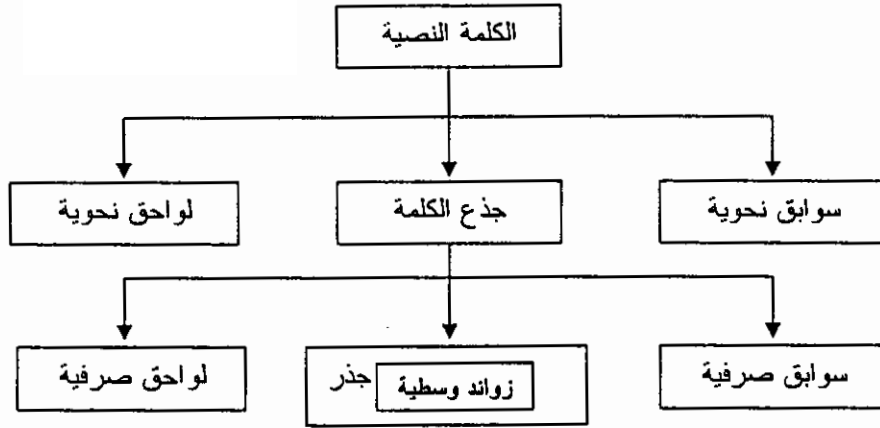 الكلمة النصية
سوابق نحوية
جذع الكلمة
لواحق نحوية
سوابق صرفية
جذر
زوائد وسطية
لواحق صرفية